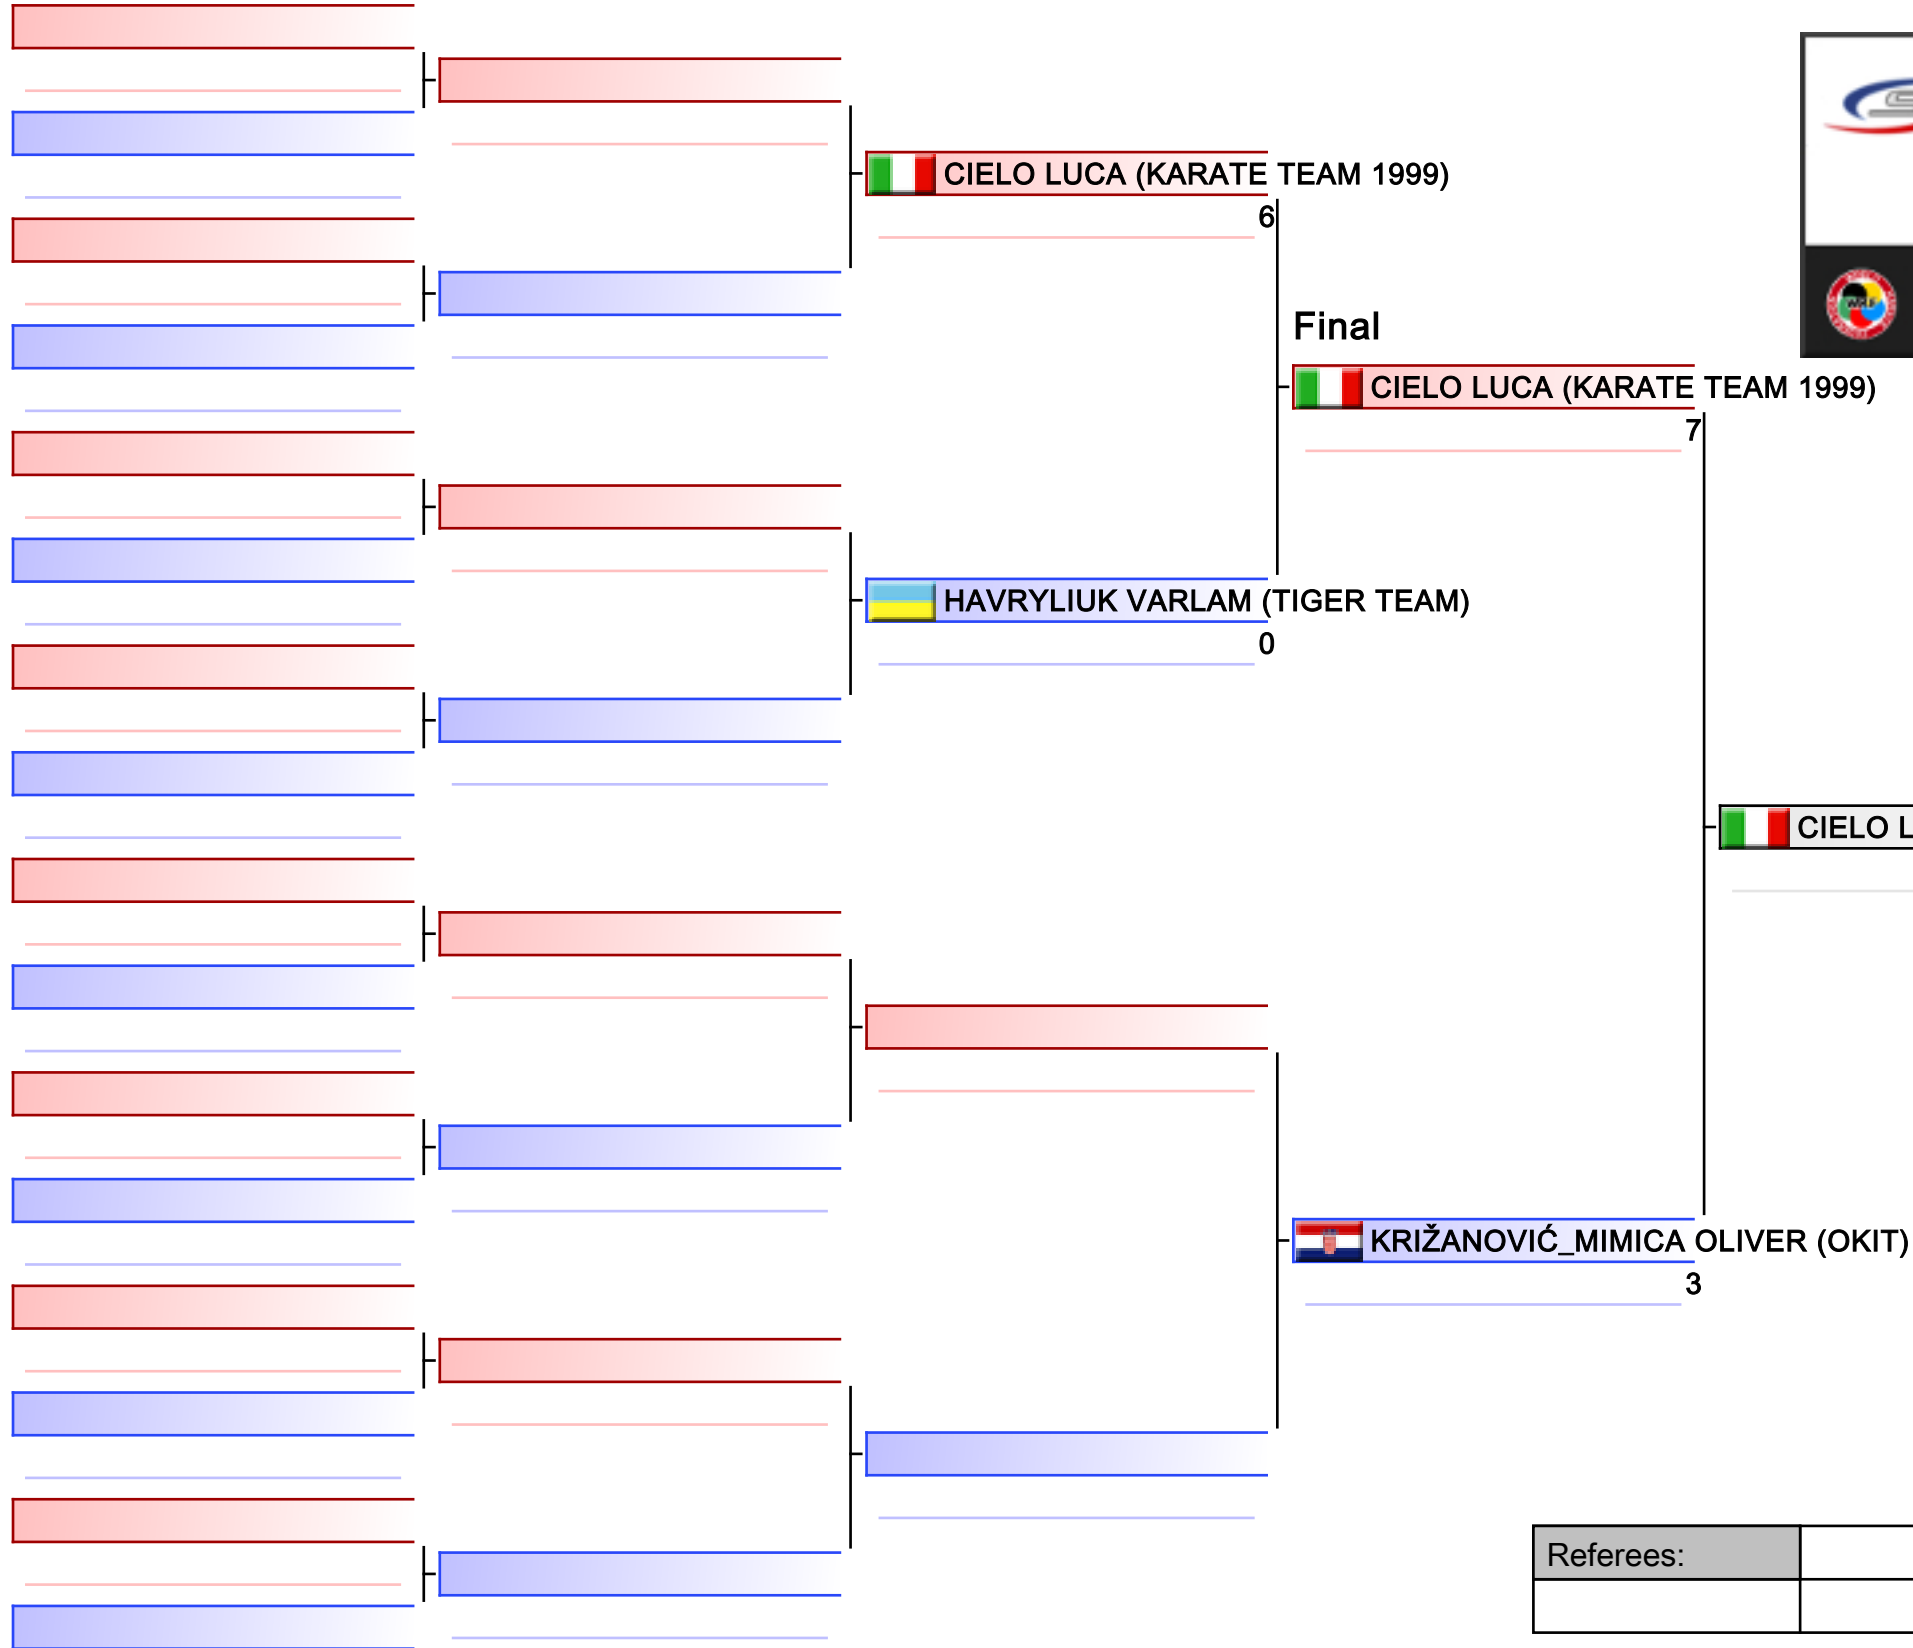 CIELO LUCA (KARATE TEAM 1999)
6
Final
CIELO LUCA (KARATE TEAM 1999)
7
HAVRYLIUK VARLAM (TIGER TEAM)
0
CIELO L
KRIŽANOVIĆ_MIMICA OLIVER (OKIT)
3
Referees: